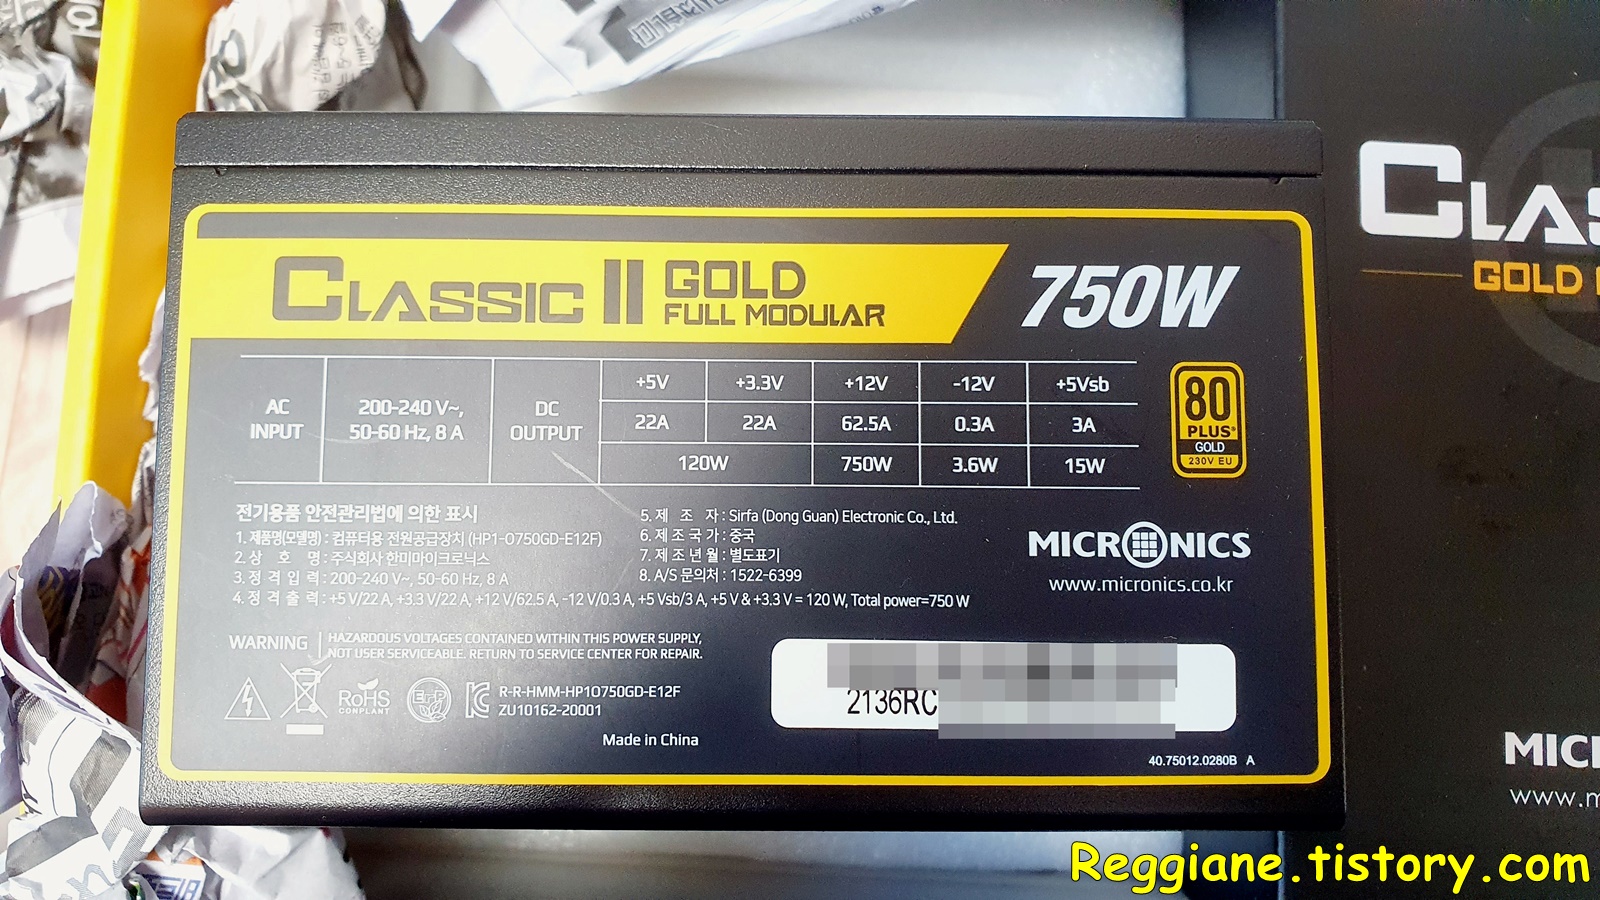 CLASSIC II GOLD
FULL MODULAR
750W
AC
INPUT
200-240 V~,
50-60 Hz, 8 A
DC
OUTPUT
+5V +3.3V +12V -12V +5Vsb
22A 22A 62.5A 0.3A 3A
120W 750W 3.6W 15W
80
PLUS®
GOLD
230V EU
전기용품 안전관리법에 의한 표시
1. 제품명(모델명) : 컴퓨터용 전원공급장치 (HP1-O750GD-E12F)
2. 상 호 명 : 주식회사 한미마이크로닉스
3. 정 격 입 력 : 200-240 V~, 50-60 Hz, 8 A
4. 정 격 출 력 : +5 V/22 A, +3.3 V/22 A, +12 V/62.5 A, -12 V/0.3 A, +5 Vsb/3 A, +5 V & +3.3 V = 120 W, Total power=750 W
5. 제 조 자 : Sirfa (Dong Guan) Electronic Co., Ltd.
6. 제 조 국 가 : 중국
7. 제 조 년 월 : 별도표기
8. A/S 문의처 : 1522-6399
MICRONICS
www.micronics.co.kr
WARNING
HAZARDOUS VOLTAGES CONTAINED WITHIN THIS POWER SUPPLY,
NOT USER SERVICEABLE. RETURN TO SERVICE CENTER FOR REPAIR.
RoHS
COMPLIANT
ErP
R-R-HMM-HP1O750GD-E12F
ZU10162-20001
Made in China
2136RC
40.75012.0280B A
CLAS
GOLD
MIC
www.m
Reggiane.tistory.com